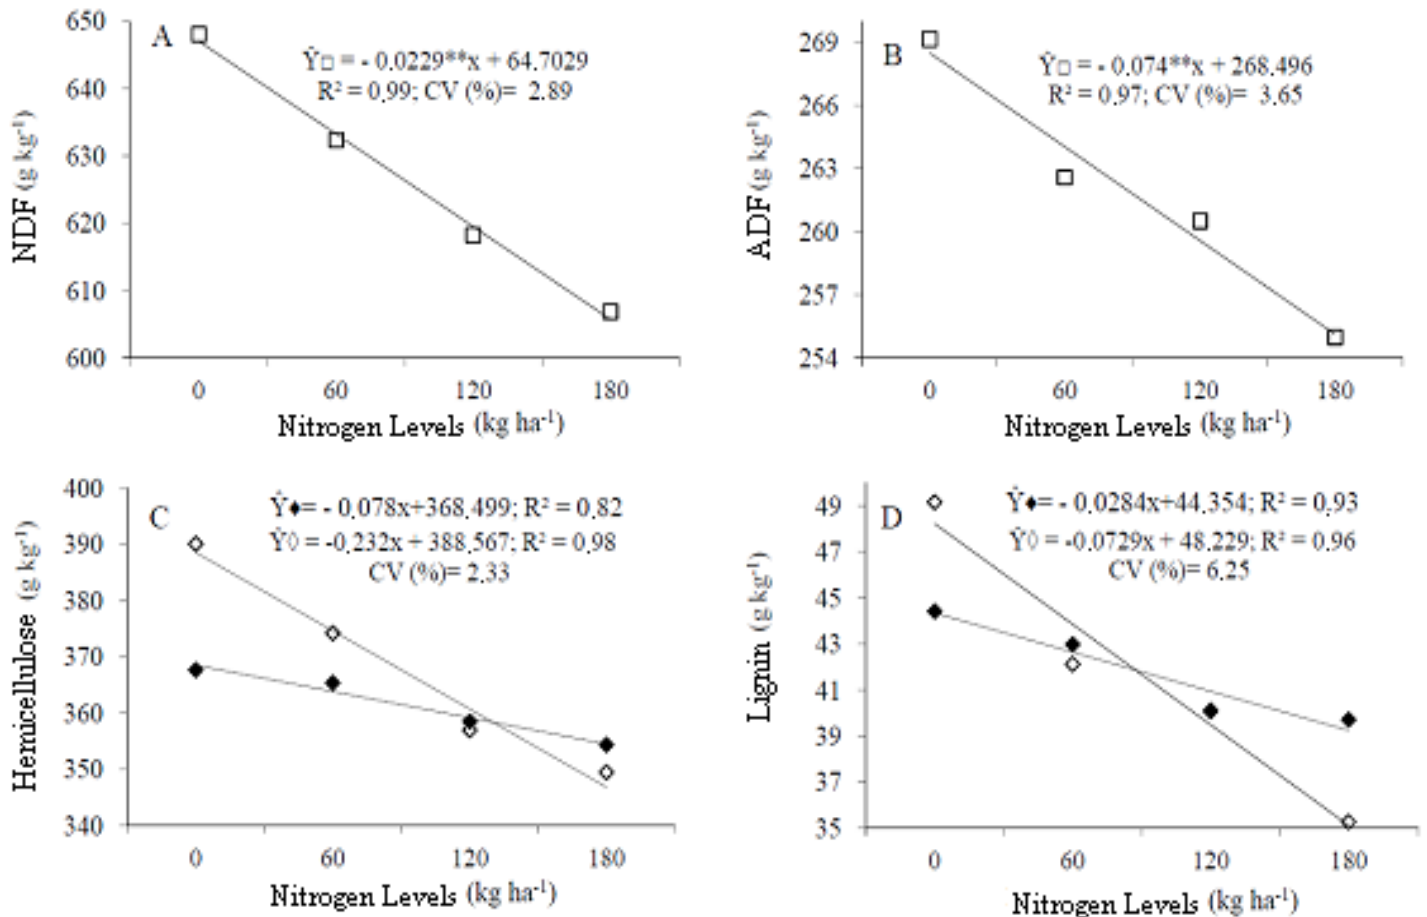 A
Ŷ□ = - 0.0229**x + 64.7029
R² = 0.99; CV (%)= 2.89
650
640
630
620
610
600
NDF (g kg⁻¹)
0 60 120 180
Nitrogen Levels (kg ha⁻¹)
B
Ŷ□ = - 0.074**x + 268.496
R² = 0.97; CV (%)= 3.65
269
266
263
260
257
254
ADF (g kg⁻¹)
0 60 120 180
Nitrogen Levels (kg ha⁻¹)
C
Ŷ♦= - 0.078x+368.499; R² = 0.82
Ŷ◊ = -0.232x + 388.567; R² = 0.98
CV (%)= 2.33
400
390
380
370
360
350
340
Hemicellulose (g kg⁻¹)
0 60 120 180
Nitrogen Levels (kg ha⁻¹)
D
Ŷ♦= - 0.0284x+44.354; R² = 0.93
Ŷ◊ = -0.0729x + 48.229; R² = 0.96
CV (%)= 6.25
49
47
45
43
41
39
37
35
Lignin (g kg⁻¹)
0 60 120 180
Nitrogen Levels (kg ha⁻¹)